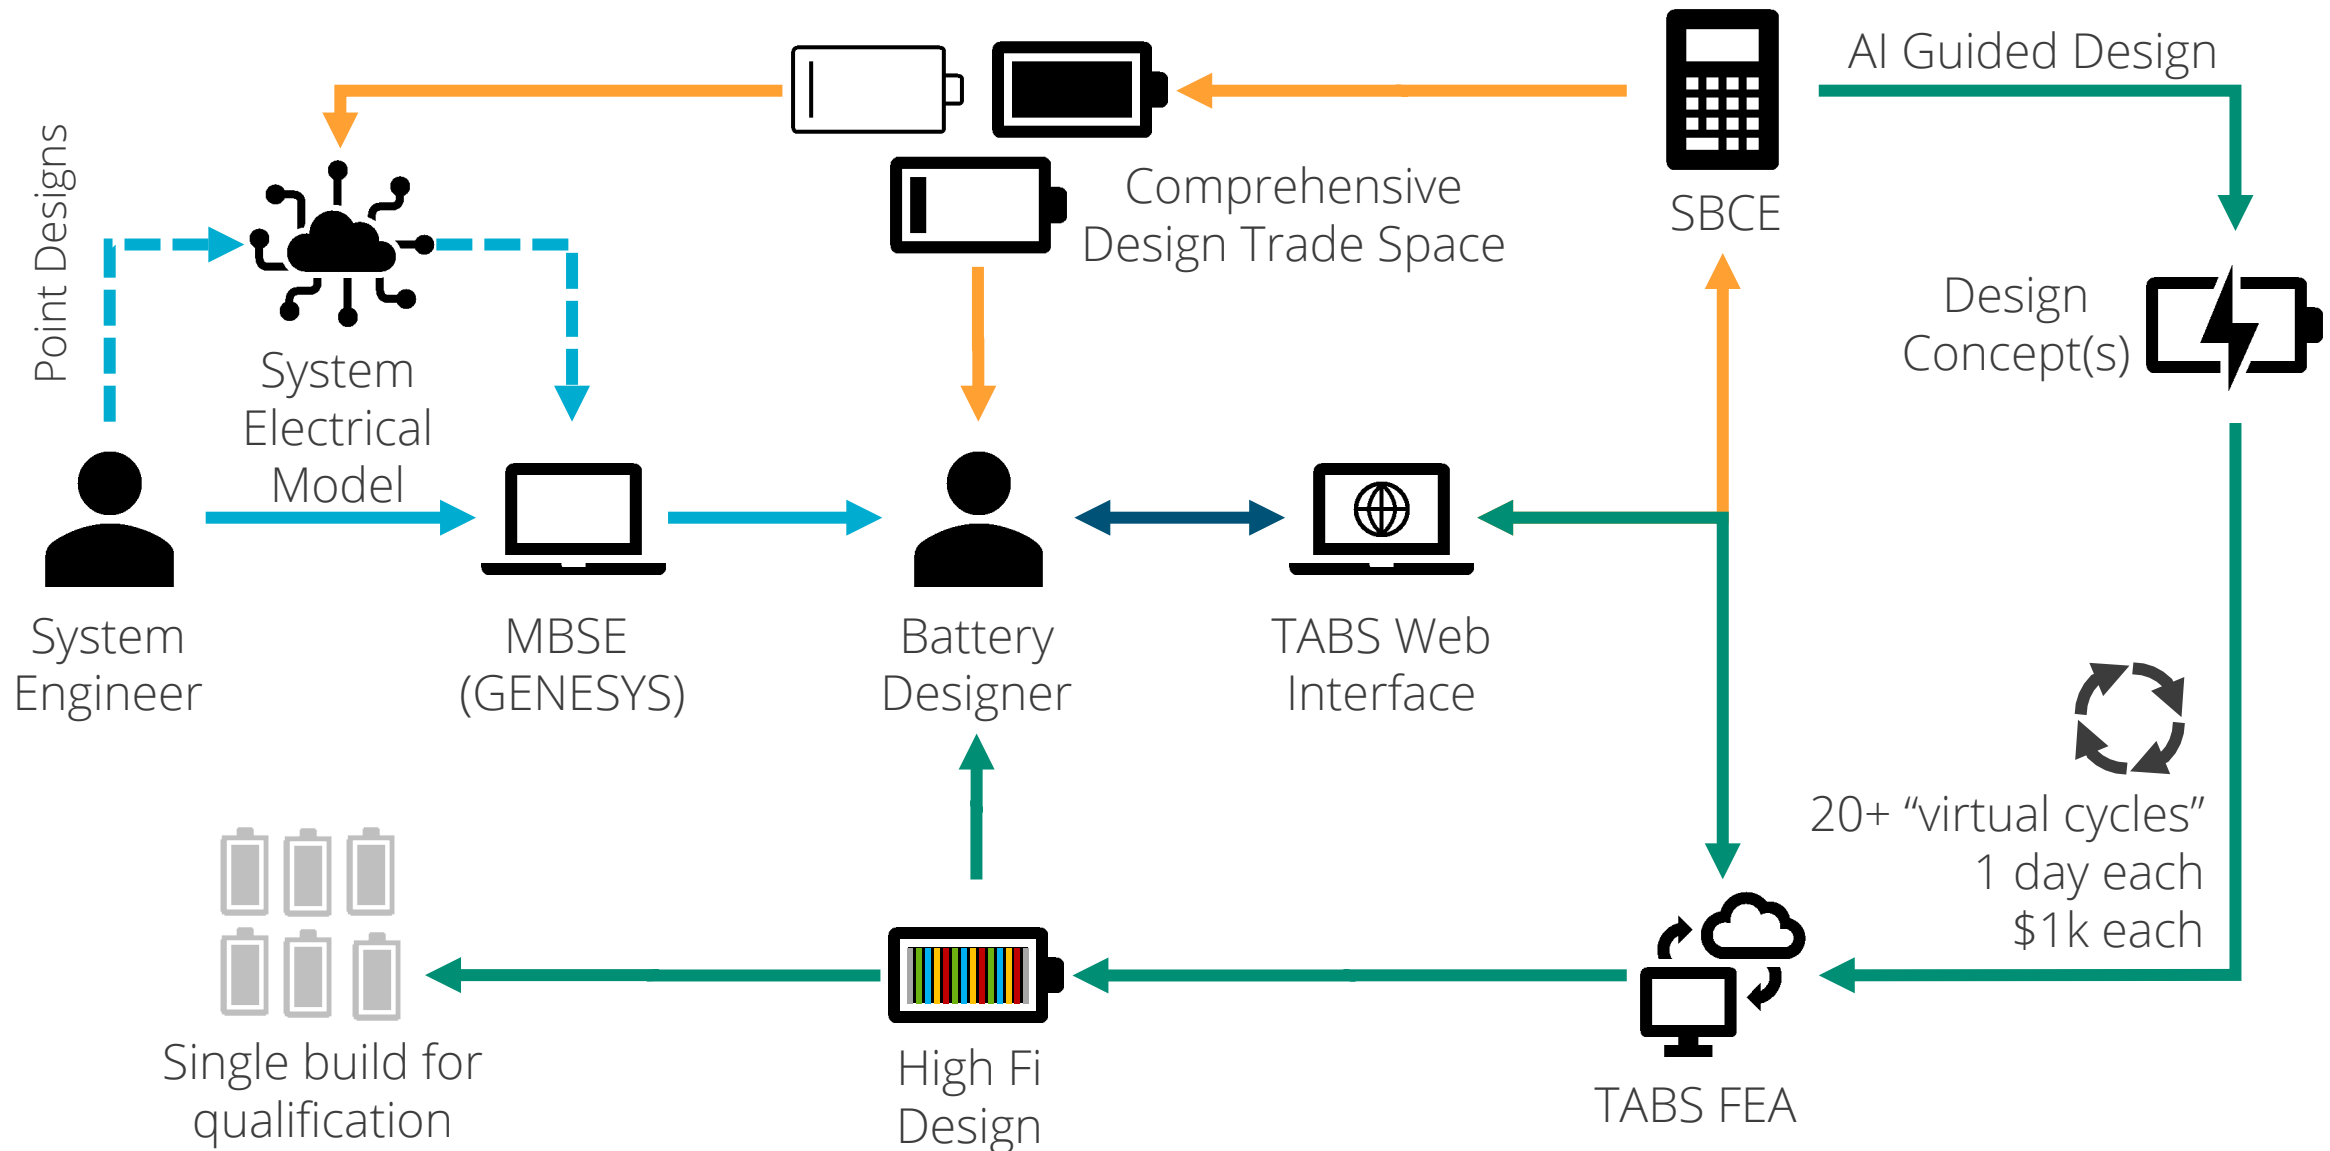 AI Guided Design
Point Designs
Comprehensive
Design Trade Space
SBCE
Design
Concept(s)
System
Electrical
Model
System
Engineer
MBSE
(GENESYS)
Battery
Designer
TABS Web
Interface
20+ “virtual cycles”
1 day each
$1k each
Single build for
qualification
High Fi
Design
TABS FEA